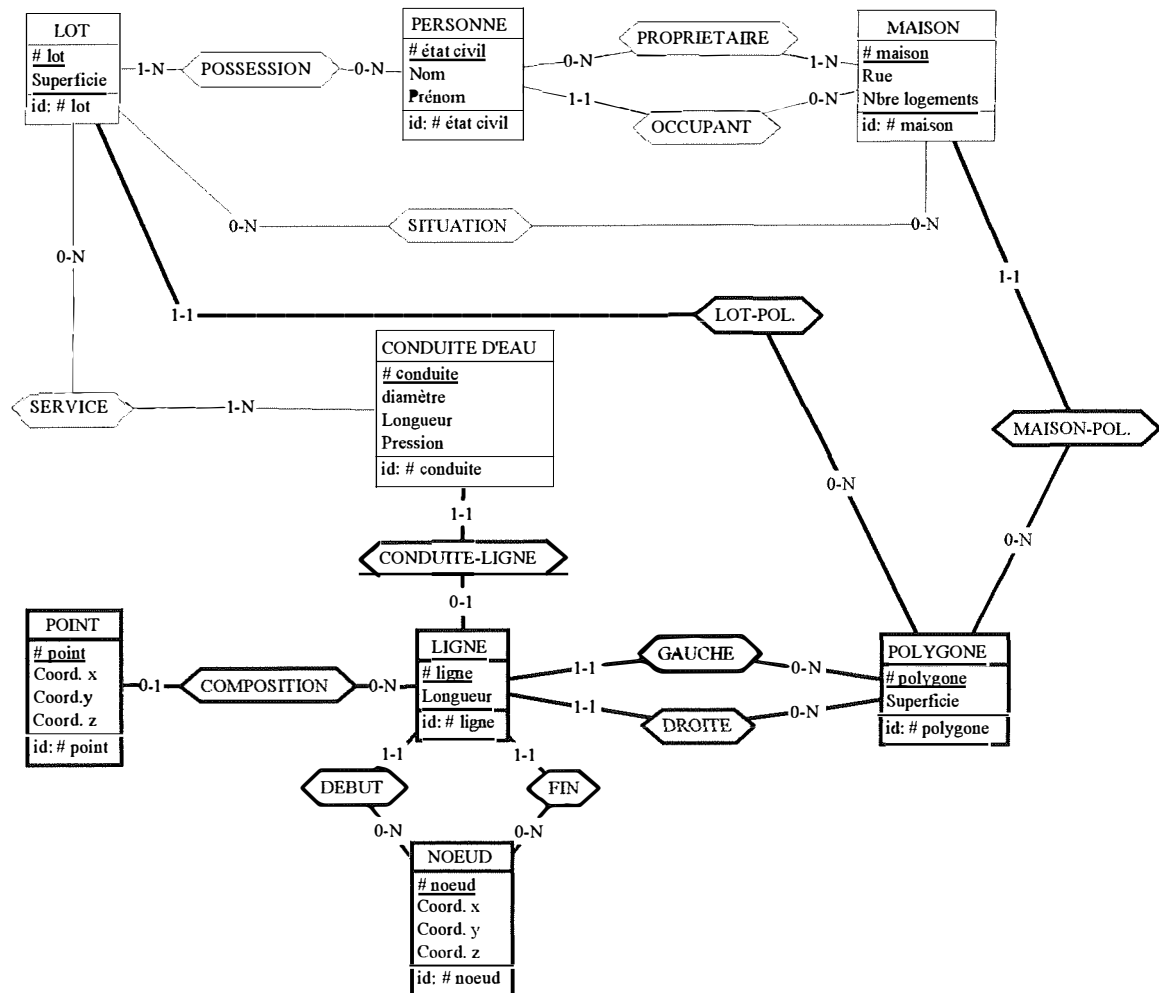 LOT
# lot
Superficie
id: # lot
1-N
POSSESSION
0-N
PERSONNE
# état civil
Nom
Prénom
id: # état civil
0-N
PROPRIETAIRE
1-N
1-1
OCCUPANT
0-N
MAISON
# maison
Rue
Nbre logements
id: # maison
0-N
SITUATION
0-N
0-N
1-1
1-1
LOT-POL.
CONDUITE D'EAU
# conduite
diamètre
Longueur
Pression
id: # conduite
SERVICE
1-N
MAISON-POL.
0-N
1-1
0-N
CONDUITE-LIGNE
0-1
POINT
# point
Coord. x
Coord.y
Coord. z
id: # point
0-1
COMPOSITION
0-N
LIGNE
# ligne
Longueur
id: # ligne
1-1
GAUCHE
0-N
1-1
DROITE
0-N
POLYGONE
# polygone
Superficie
id: # polygone
1-1
1-1
DEBUT
FIN
0-N
0-N
NOEUD
# noeud
Coord. x
Coord. y
Coord. z
id: # noeud